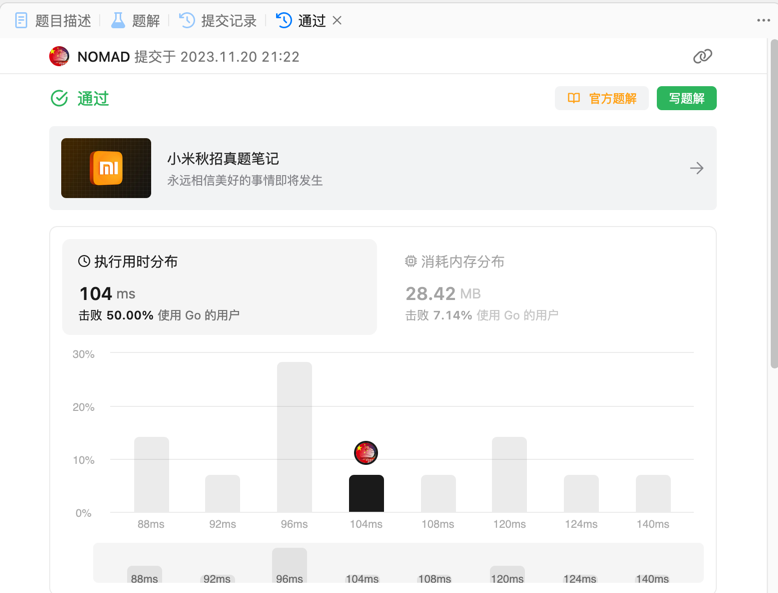 题目描述 题解 提交记录 通过
NOMAD 提交于 2023.11.20 21:22
通过
官方题解 写题解
小米秋招真题笔记
永远相信美好的事情即将发生
执行用时分布
104 ms
击败 50.00% 使用 Go 的用户
消耗内存分布
28.42 MB
击败 7.14% 使用 Go 的用户
30%
20%
10%
0%
88ms 92ms 96ms 104ms 108ms 120ms 124ms 140ms
88ms 92ms 96ms 104ms 108ms 120ms 124ms 140ms